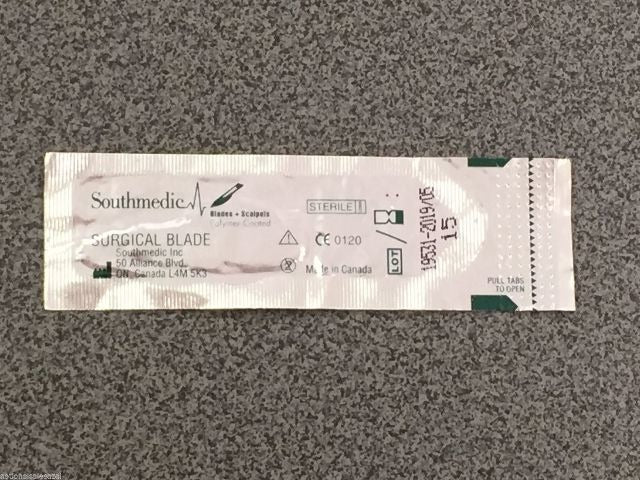 Southmedic
Blades + Scalpels
Polymer Coated
SURGICAL BLADE
Southmedic Inc
50 Alliance Blvd.
ON, Canada L4M 5K3
STERILE
CE 0120
Made in Canada
LOT
19531-2019/05
15
PULL TABS
TO OPEN